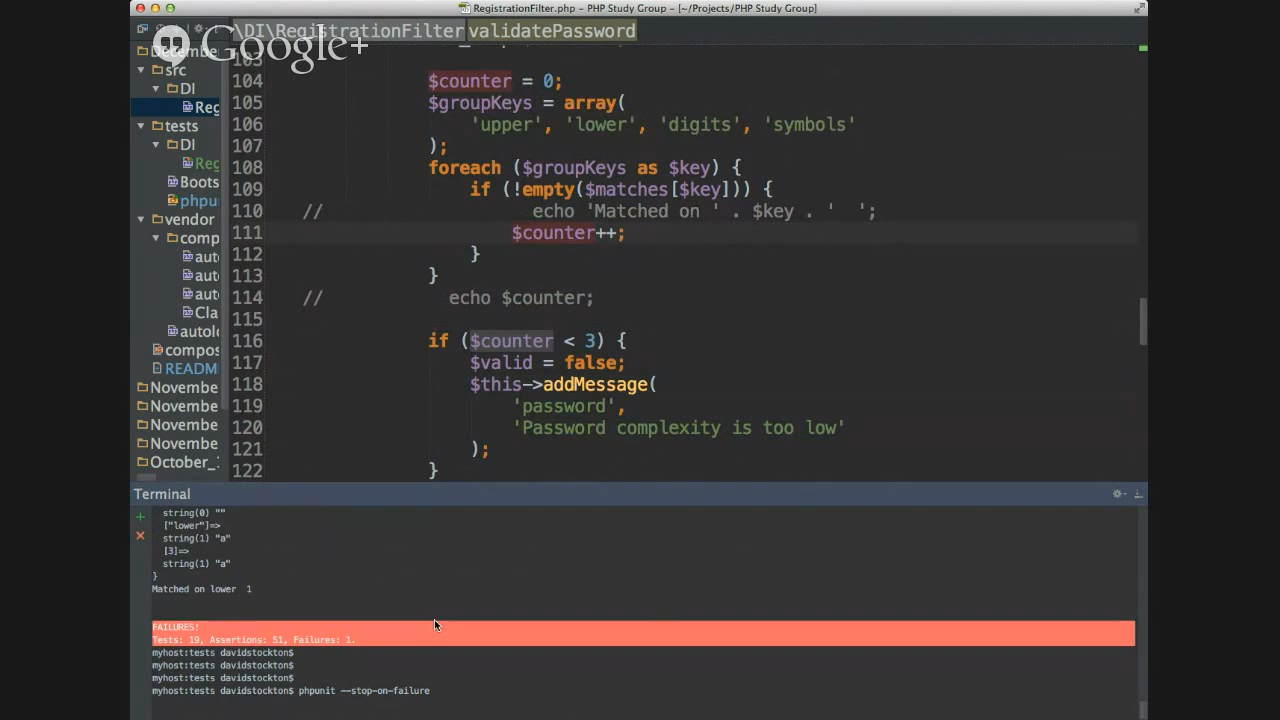 RegistrationFilter.php - PHP Study Group - [~/Projects/PHP Study Group]
\DI\RegistrationFilter validatePassword
Google+
Decembe
src
DI
Reg
tests
DI
Reg
Boots
phpu
vendor
comp
aut
aut
aut
Cla
autolo
compos
README
Novembe
Novembe
Novembe
Novembe
October_
103
104 $counter = 0;
105 $groupKeys = array(
106 'upper', 'lower', 'digits', 'symbols'
107 );
108 foreach ($groupKeys as $key) {
109 if (!empty($matches[$key])) {
110 // echo 'Matched on ' . $key . '  ';
111 $counter++;
112 }
113 }
114 // echo $counter;
115
116 if ($counter < 3) {
117 $valid = false;
118 $this->addMessage(
119 'password',
120 'Password complexity is too low'
121 );
122 }
Terminal
string(0) ""
["lower"]=>
string(1) "a"
[3]=>
string(1) "a"
}
Matched on lower  1
FAILURES!
Tests: 19, Assertions: 51, Failures: 1.
myhost:tests davidstockton$
myhost:tests davidstockton$
myhost:tests davidstockton$
myhost:tests davidstockton$ phpunit --stop-on-failure